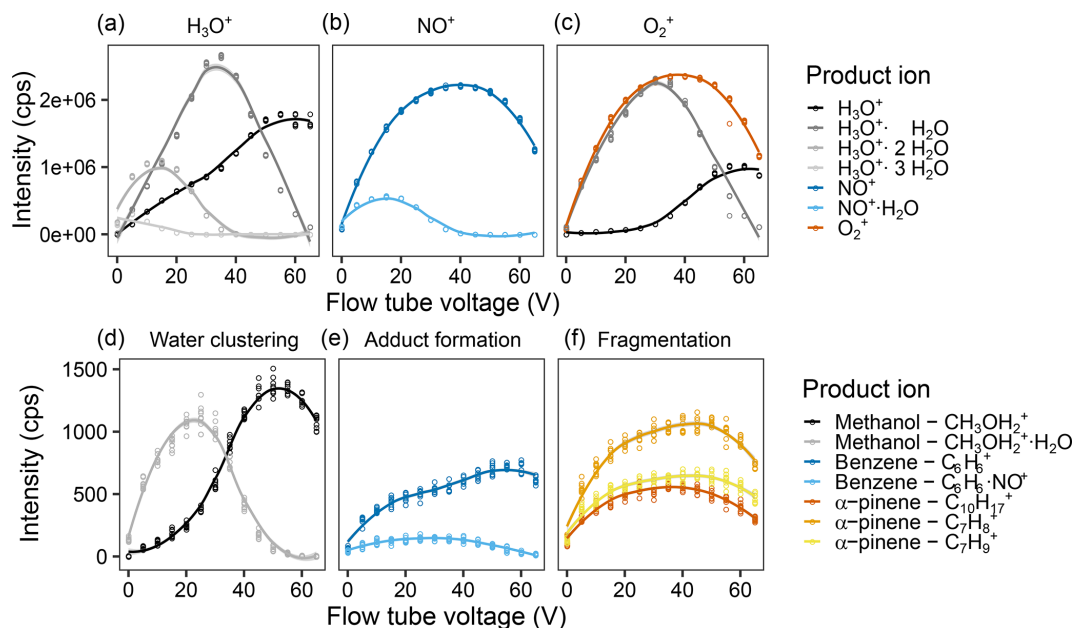 (a) H₃O⁺ (b) NO⁺ (c) O₂⁺
Intensity (cps)
2e+06
1e+06
0e+00
0 20 40 60 0 20 40 60 0 20 40 60
Flow tube voltage (V)
Product ion
H₃O⁺
H₃O⁺· H₂O
H₃O⁺· 2 H₂O
H₃O⁺· 3 H₂O
NO⁺
NO⁺·H₂O
O₂⁺
(d) Water clustering (e) Adduct formation (f) Fragmentation
Intensity (cps)
1500
1000
500
0
0 20 40 60 0 20 40 60 0 20 40 60
Flow tube voltage (V)
Product ion
Methanol − CH₃OH₂⁺
Methanol − CH₃OH₂⁺·H₂O
Benzene − C₆H₆⁺
Benzene − C₆H₆·NO⁺
α−pinene − C₁₀H₁₇⁺
α−pinene − C₇H₈⁺
α−pinene − C₇H₉⁺